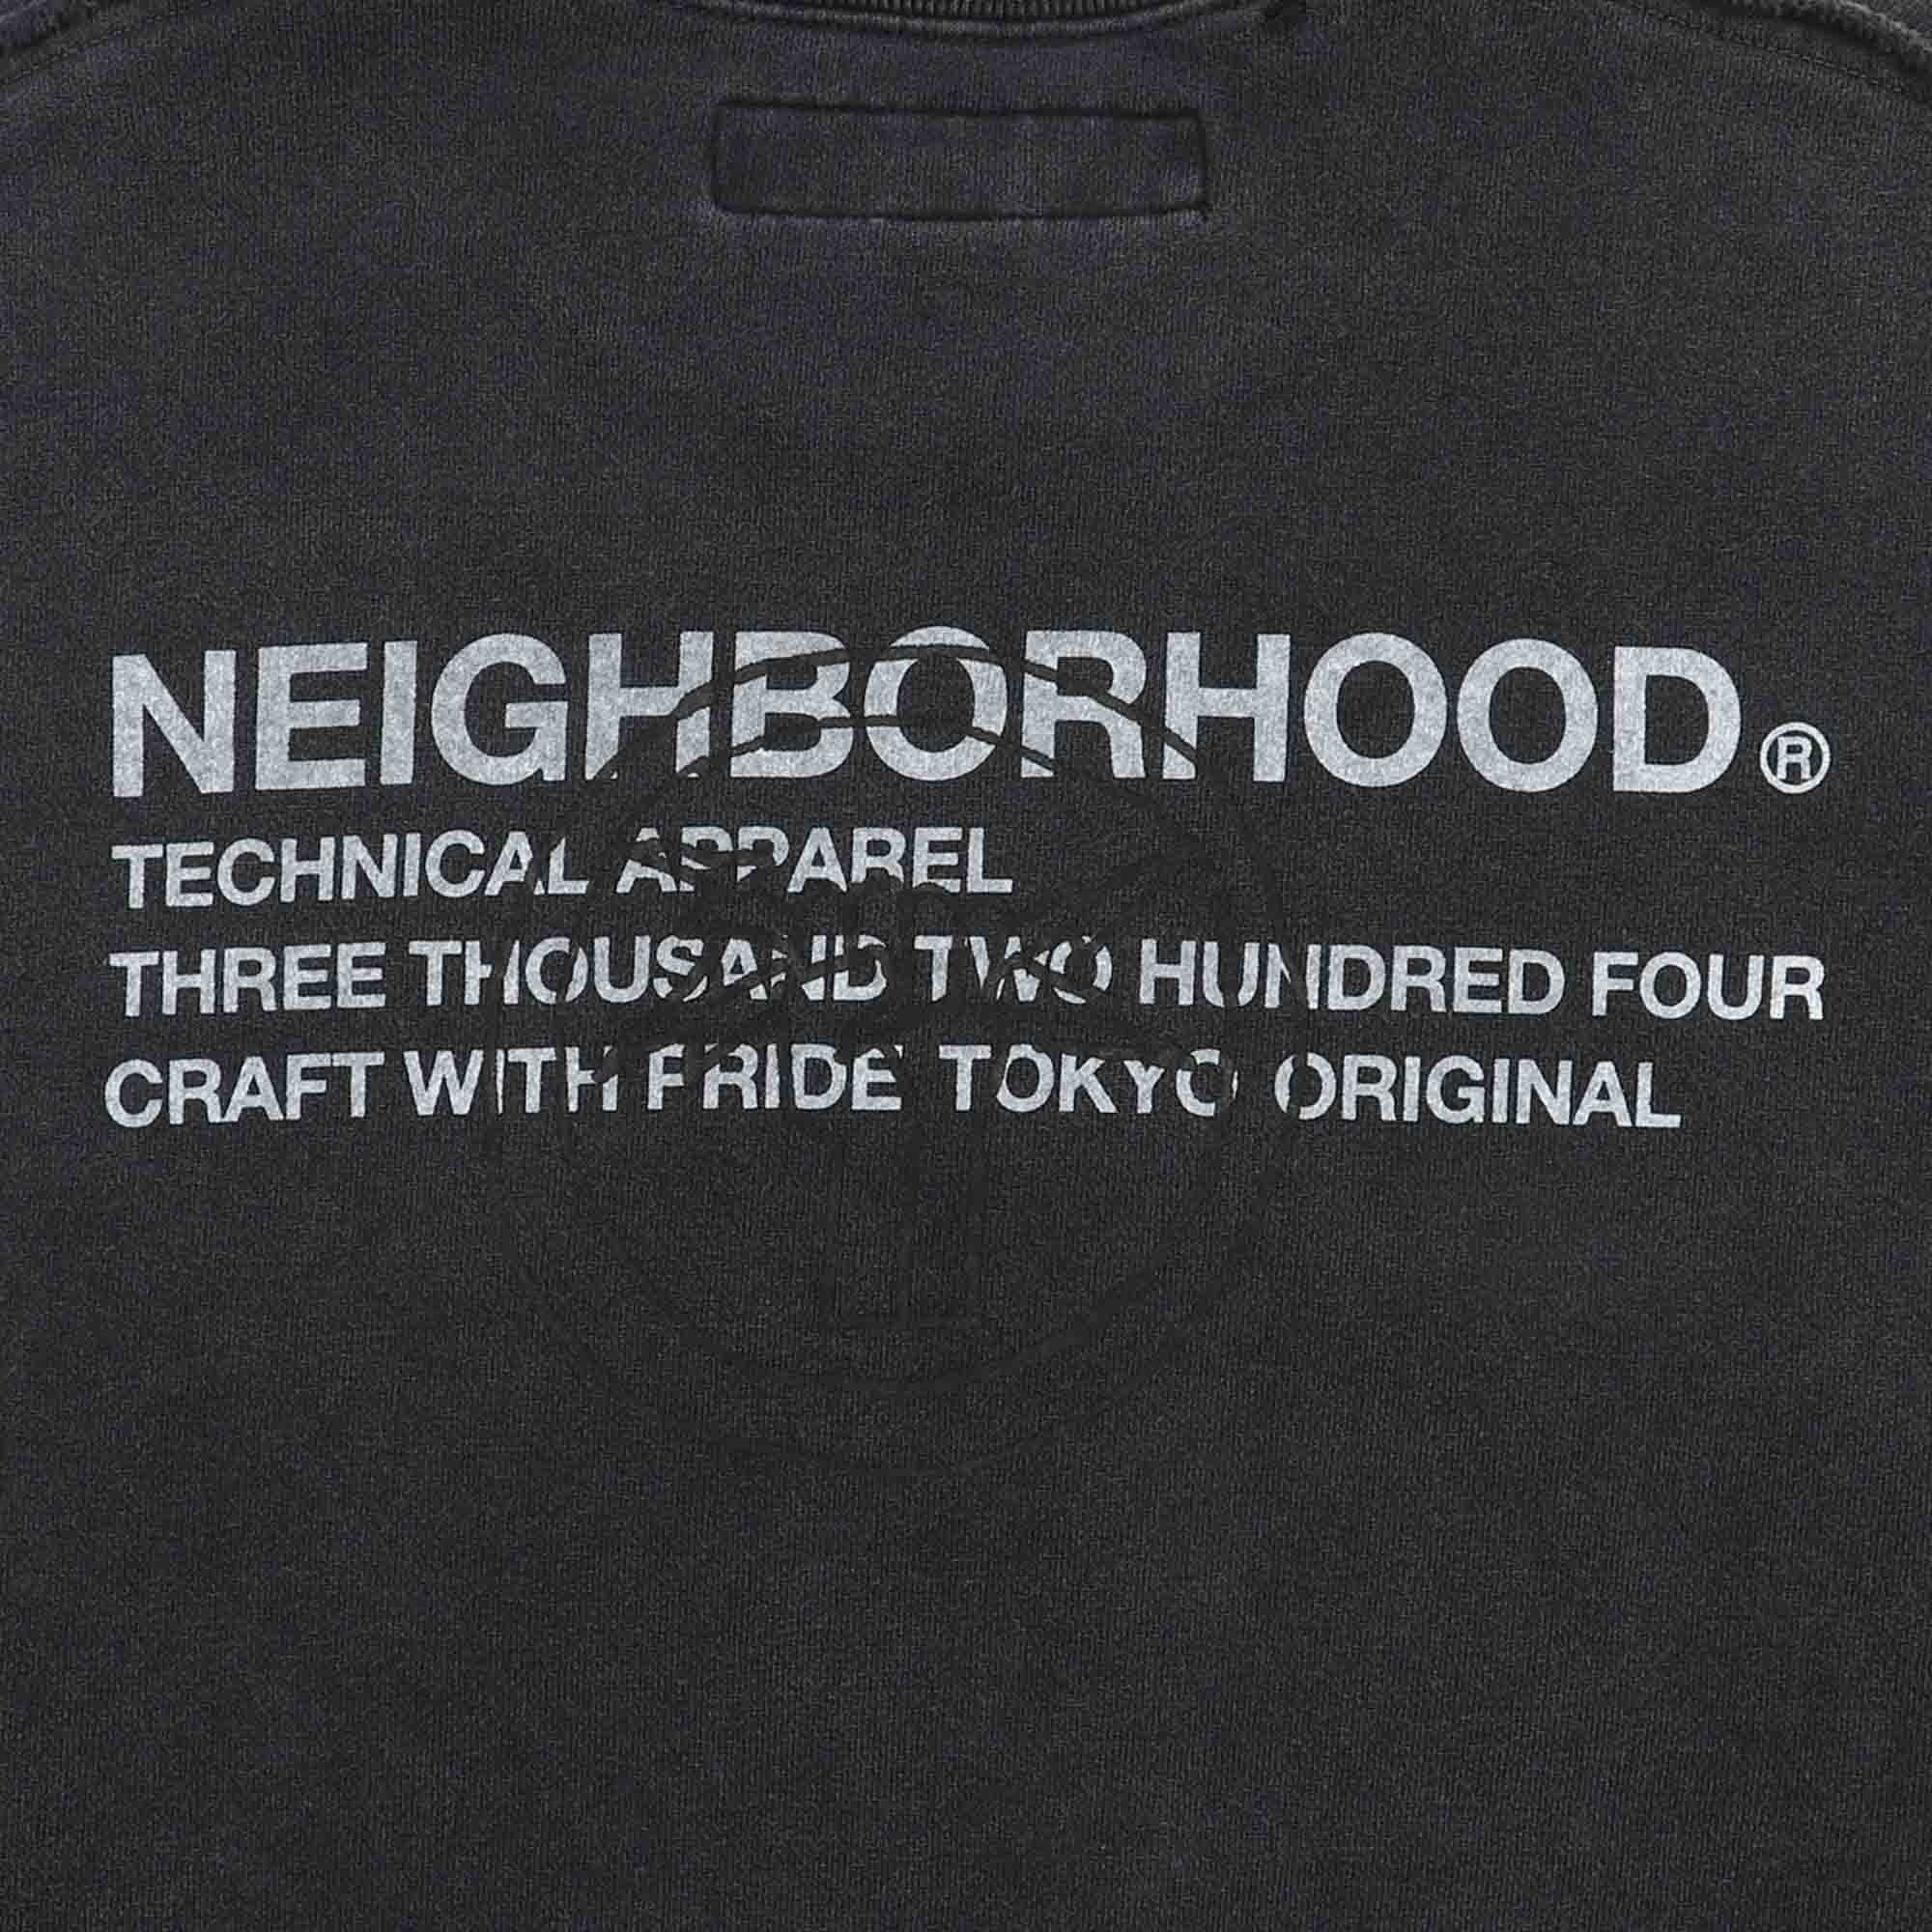 NEIGHBORHOOD®
TECHNICAL APPAREL
THREE THOUSAND TWO HUNDRED FOUR
CRAFT WITH PRIDE TOKYO ORIGINAL